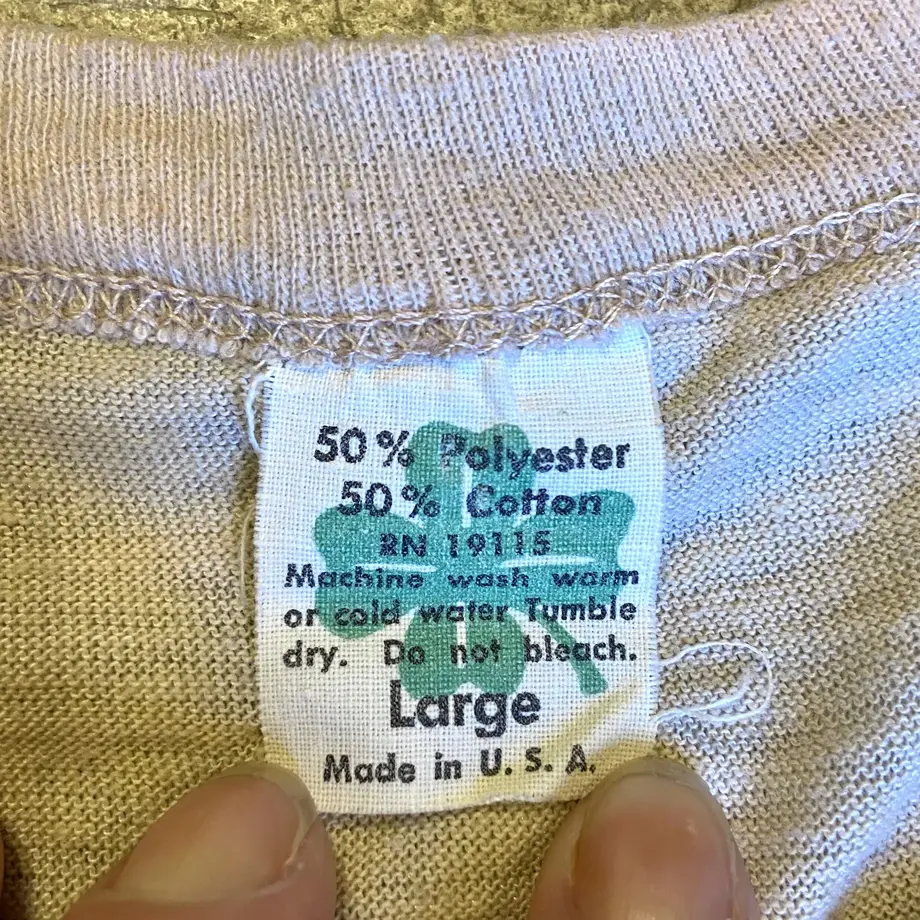 50% Polyester
50% Cotton
RN 19115
Machine wash warm
or cold water Tumble
dry. Do not bleach.
Large
Made in U. S. A.